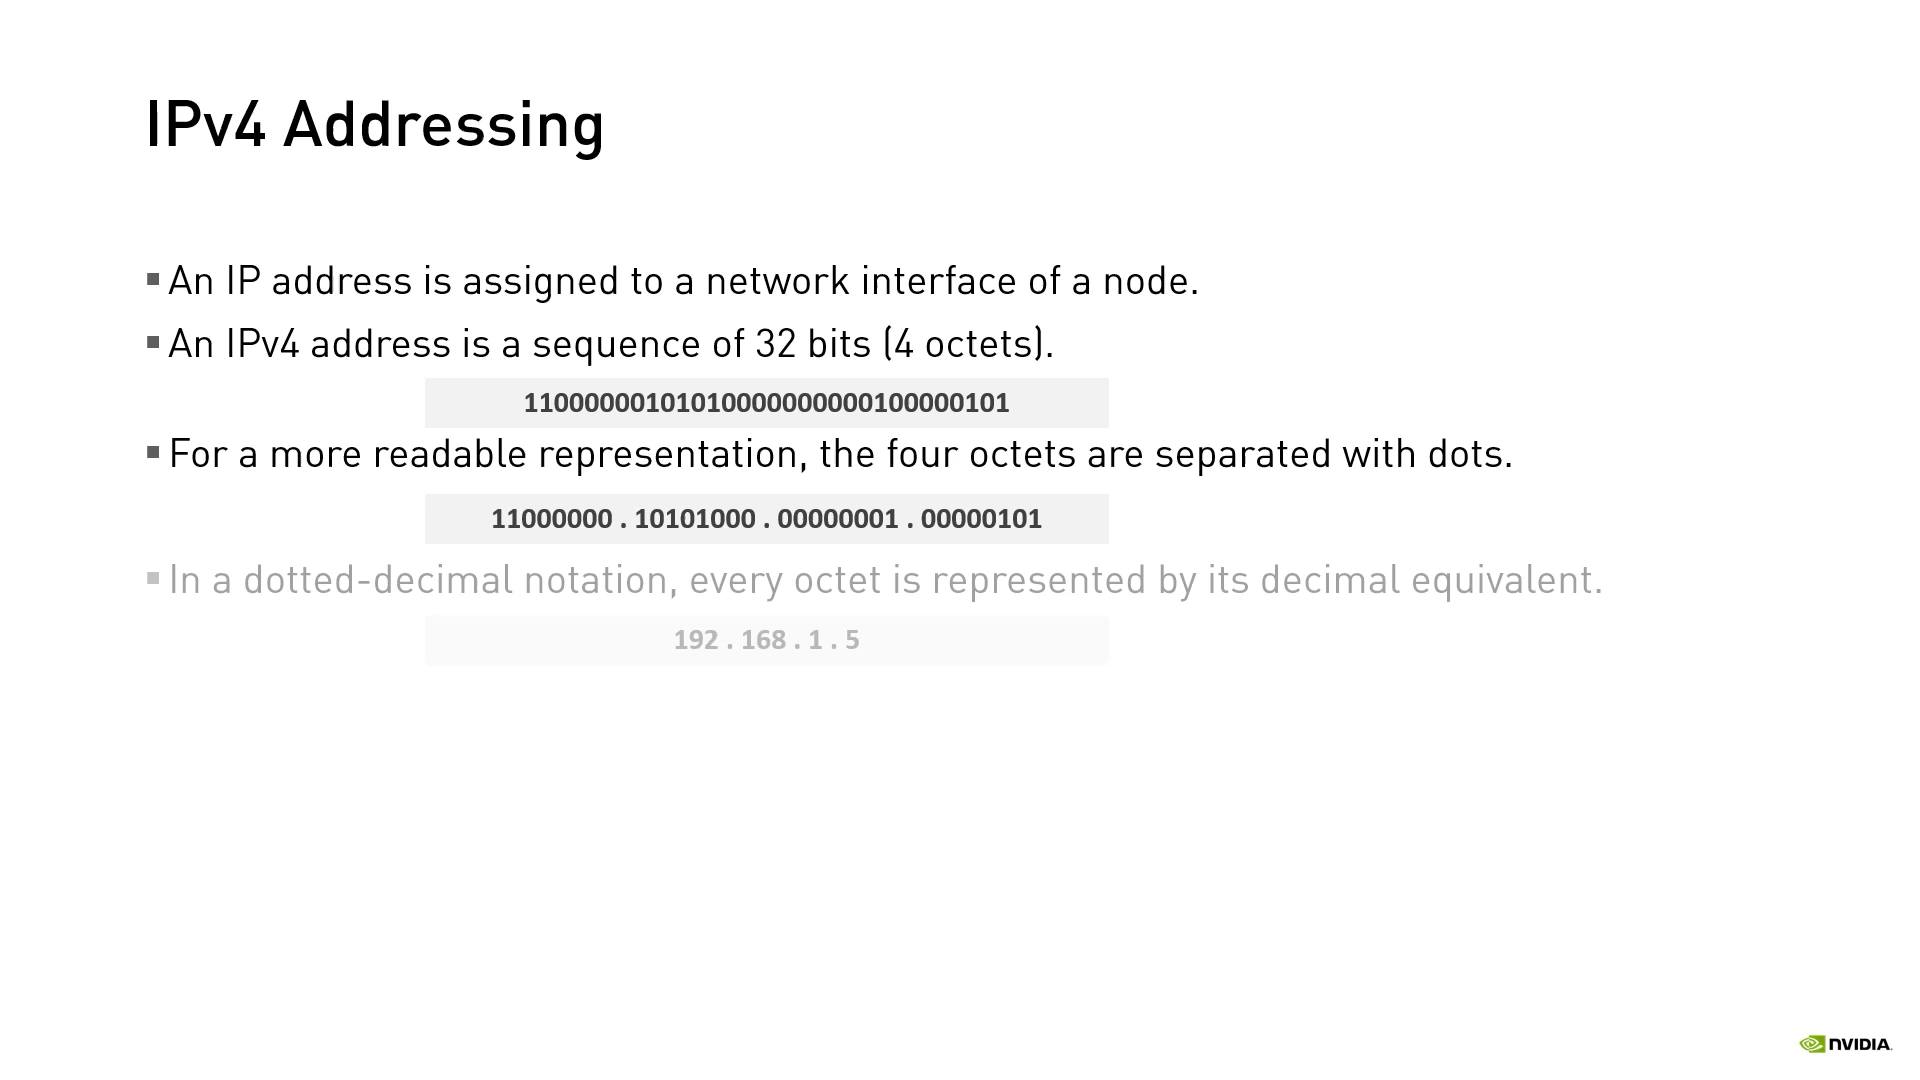 IPv4 Addressing
An IP address is assigned to a network interface of a node.
An IPv4 address is a sequence of 32 bits (4 octets).
11000000101010000000000100000101
For a more readable representation, the four octets are separated with dots.
11000000 . 10101000 . 00000001 . 00000101
In a dotted-decimal notation, every octet is represented by its decimal equivalent.
192 . 168 . 1 . 5
NVIDIA.